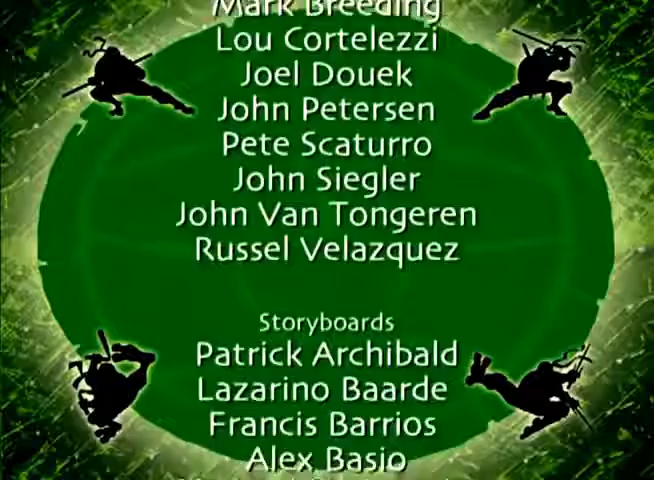 Mark Breeding
Lou Cortelezzi
Joel Douek
John Petersen
Pete Scaturro
John Siegler
John Van Tongeren
Russel Velazquez
Storyboards
Patrick Archibald
Lazarino Baarde
Francis Barrios
Alex Basio